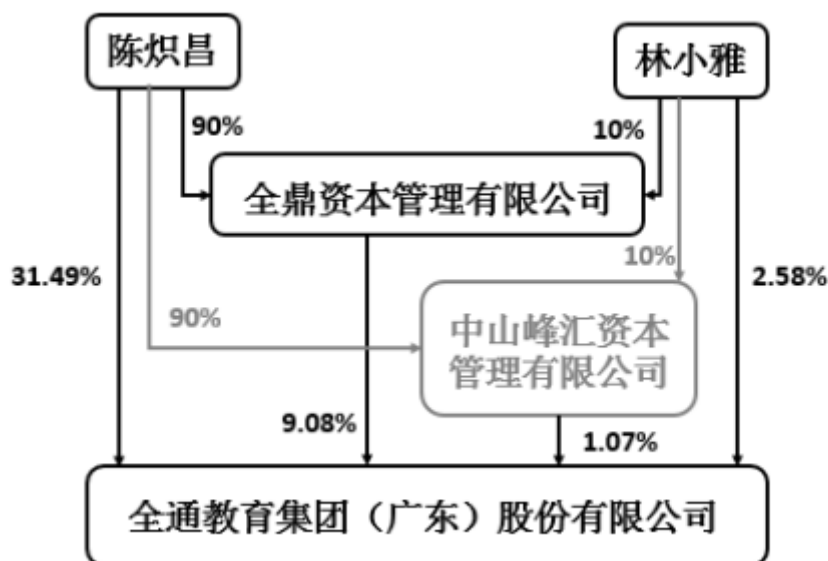 陈炽昌
林小雅
90%
10%
全鼎资本管理有限公司
31.49%
10%
2.58%
90%
中山峰汇资本
管理有限公司
9.08%
1.07%
全通教育集团（广东）股份有限公司